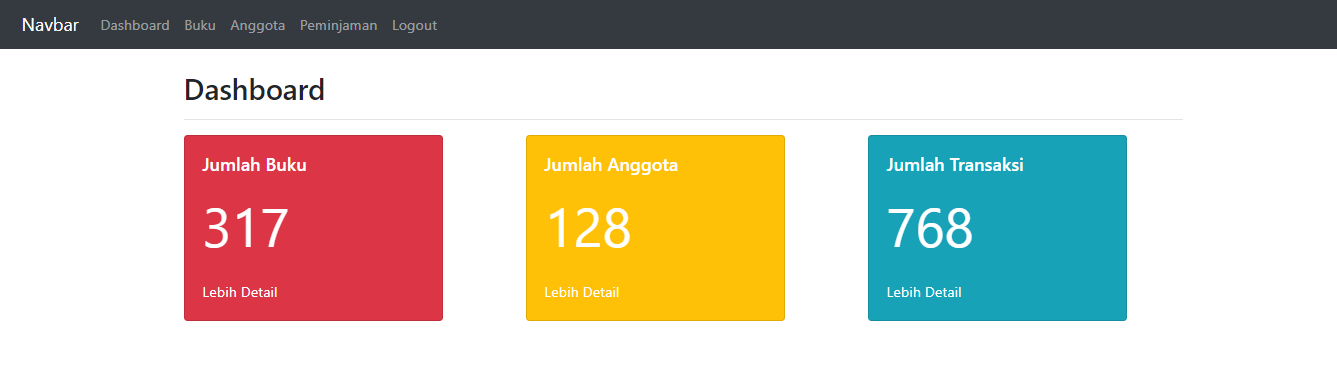 Navbar Dashboard Buku Anggota Peminjaman Logout
Dashboard
Jumlah Buku
317
Lebih Detail
Jumlah Anggota
128
Lebih Detail
Jumlah Transaksi
768
Lebih Detail